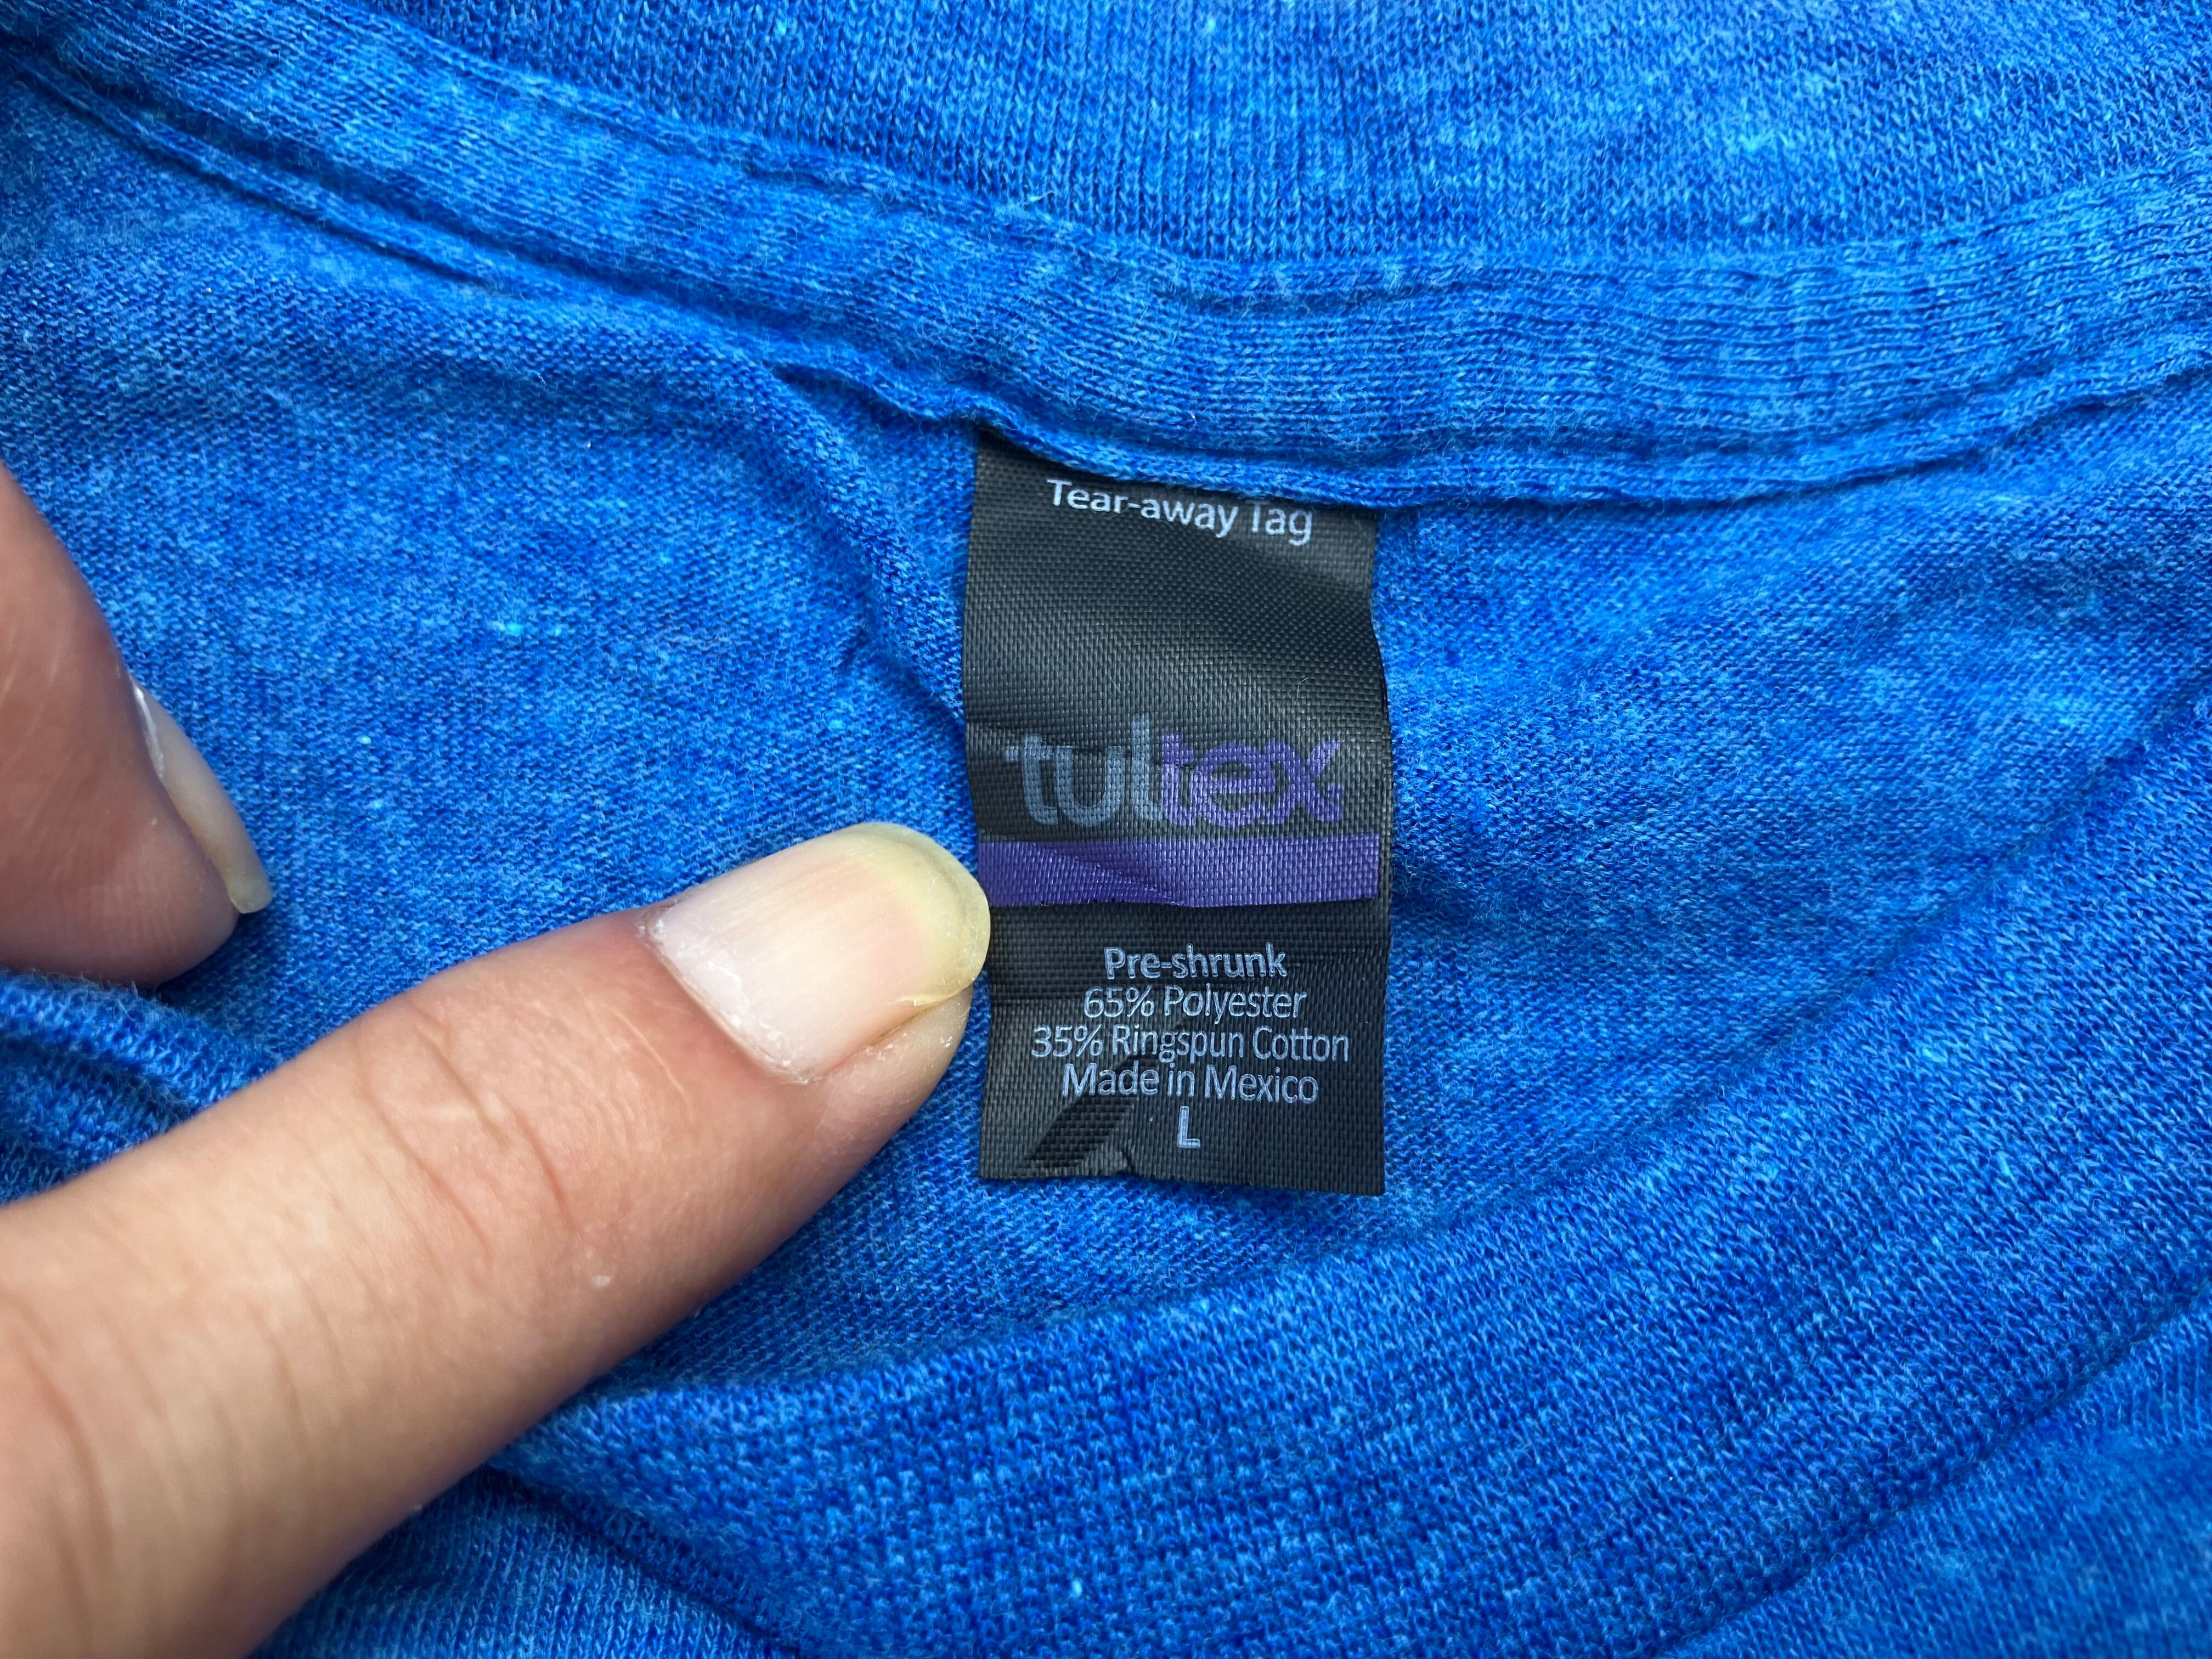 Tear-away Tag
tultex
Pre-shrunk
65% Polyester
35% Ringspun Cotton
Made in Mexico
L